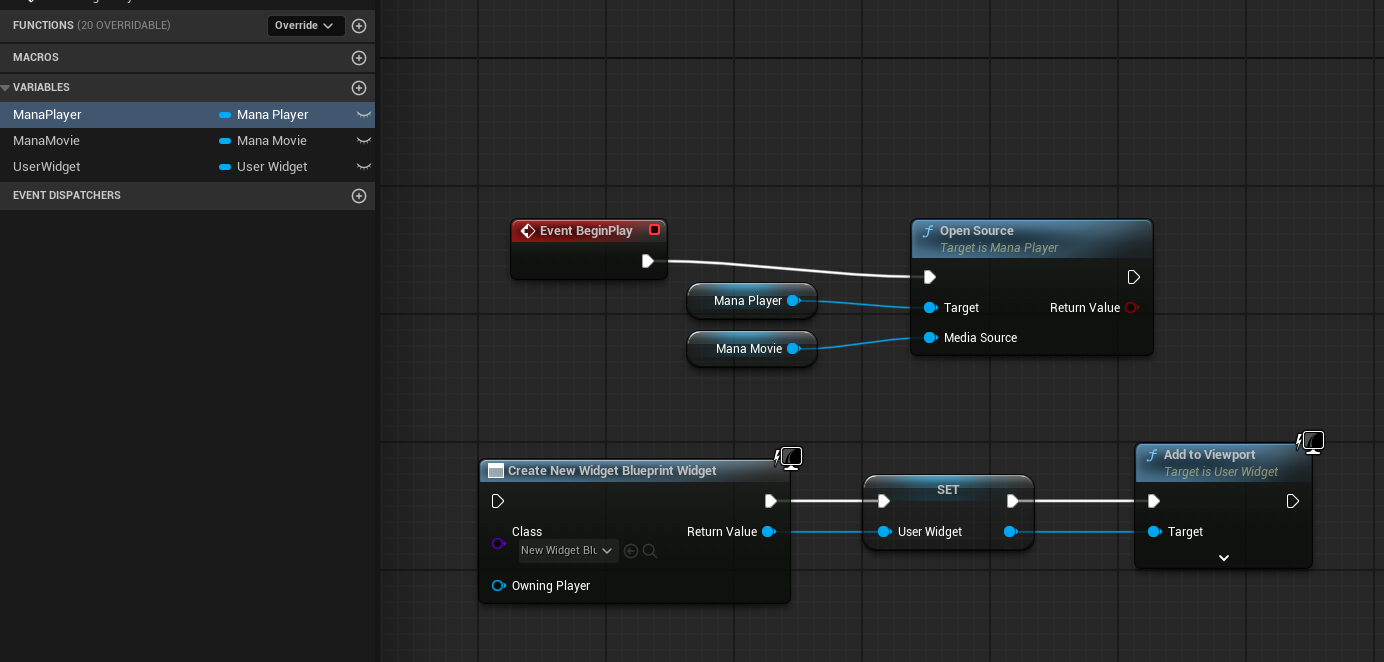 FUNCTIONS (20 OVERRIDABLE) Override
MACROS
VARIABLES
ManaPlayer Mana Player
ManaMovie Mana Movie
UserWidget User Widget
EVENT DISPATCHERS
Event BeginPlay
Mana Player
Mana Movie
Open Source
Target is Mana Player
Target Return Value
Media Source
Create New Widget Blueprint Widget
Class Return Value
New Widget Blu
Owning Player
SET
User Widget
Add to Viewport
Target is User Widget
Target